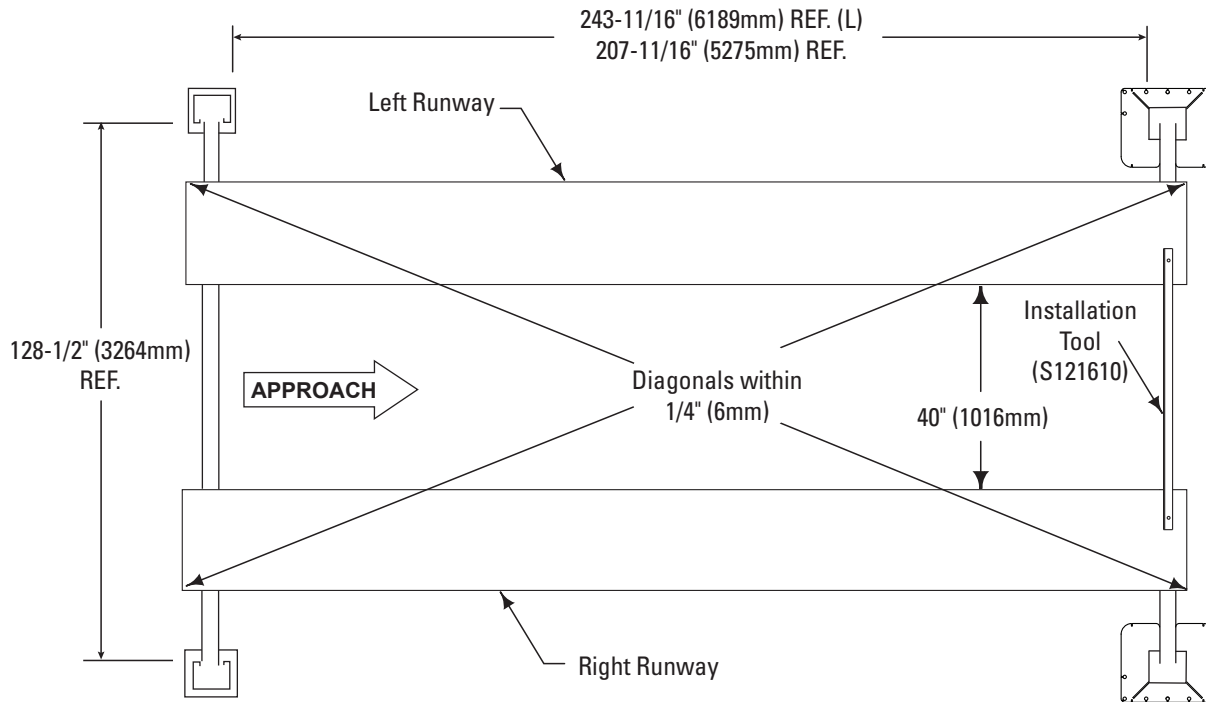 243-11/16" (6189mm) REF. (L)
207-11/16" (5275mm) REF.
Left Runway
128-1/2" (3264mm)
REF.
APPROACH
Diagonals within
1/4" (6mm)
40" (1016mm)
Installation
Tool
(S121610)
Right Runway